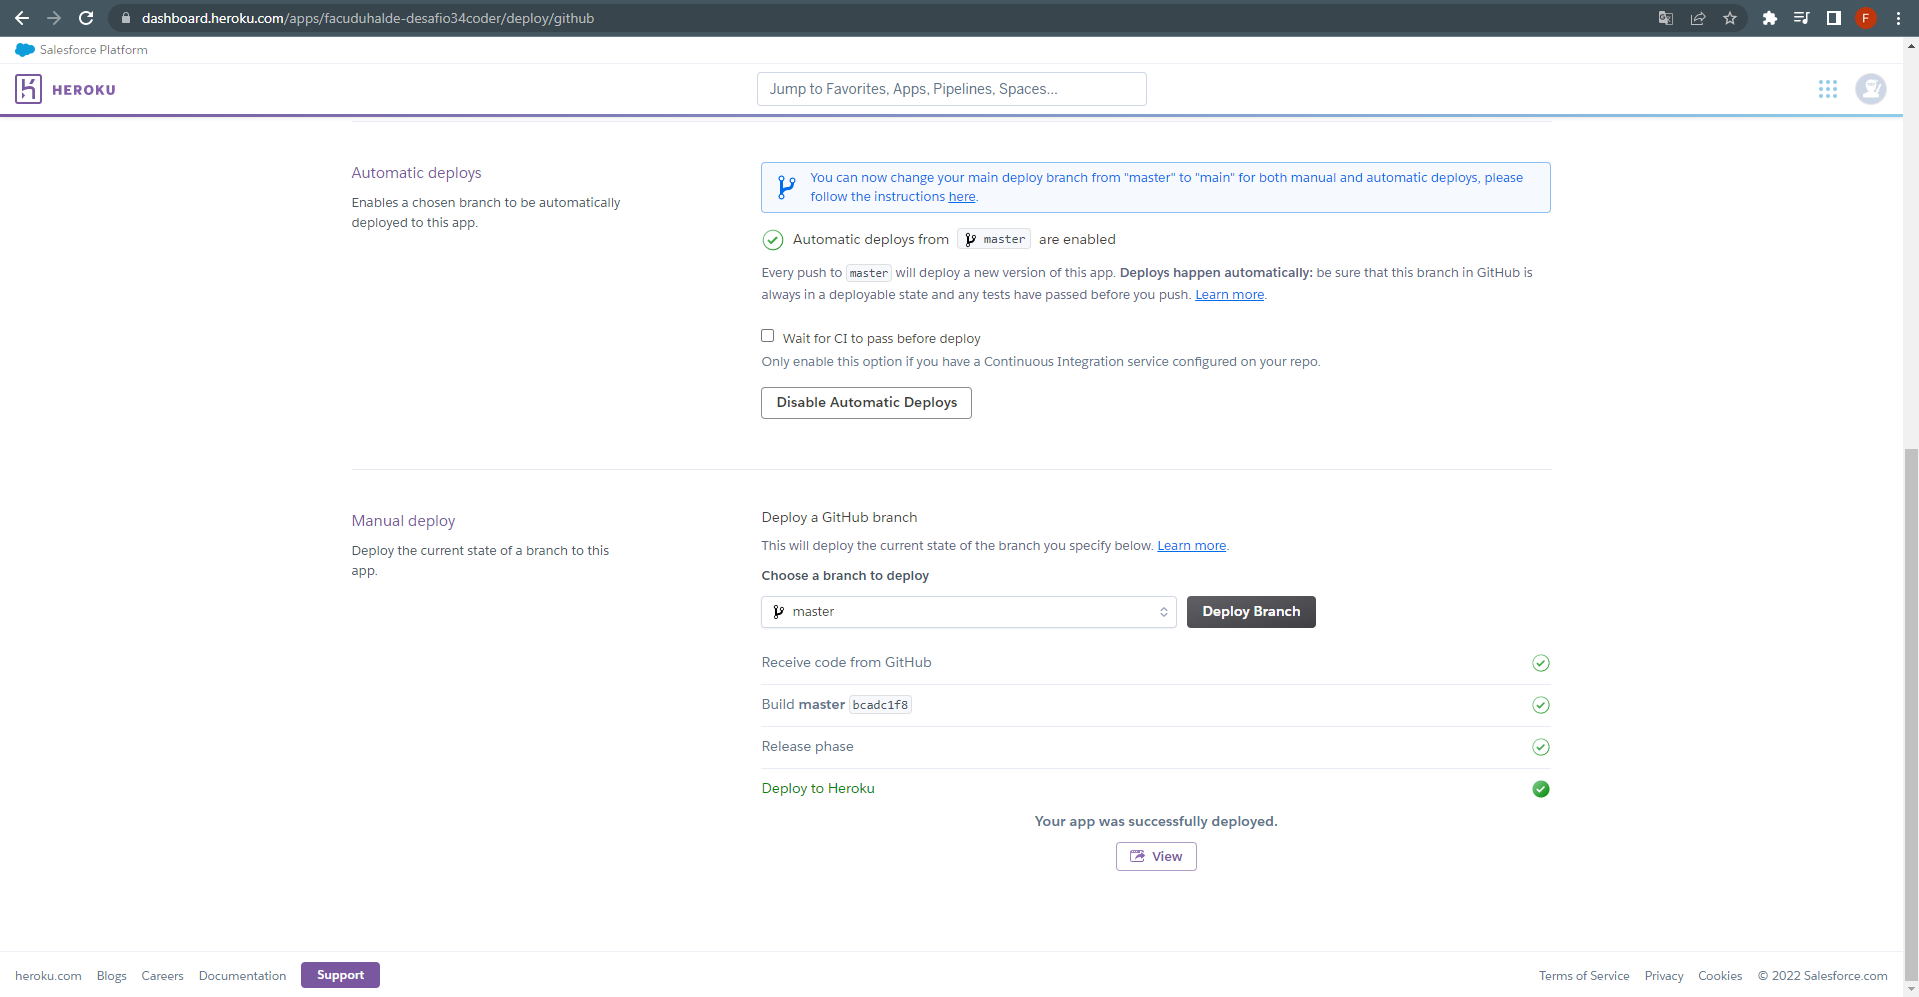 dashboard.heroku.com/apps/facuduhalde-desafio34coder/deploy/github
F
Salesforce Platform
HEROKU
Jump to Favorites, Apps, Pipelines, Spaces...
Automatic deploys
Enables a chosen branch to be automatically
deployed to this app.
You can now change your main deploy branch from "master" to "main" for both manual and automatic deploys, please
follow the instructions here.
Automatic deploys from master are enabled
Every push to master will deploy a new version of this app. Deploys happen automatically: be sure that this branch in GitHub is
always in a deployable state and any tests have passed before you push. Learn more.
Wait for CI to pass before deploy
Only enable this option if you have a Continuous Integration service configured on your repo.
Disable Automatic Deploys
Manual deploy
Deploy the current state of a branch to this
app.
Deploy a GitHub branch
This will deploy the current state of the branch you specify below. Learn more.
Choose a branch to deploy
master
Deploy Branch
Receive code from GitHub
Build master bcadc1f8
Release phase
Deploy to Heroku
Your app was successfully deployed.
View
heroku.com Blogs Careers Documentation Support
Terms of Service Privacy Cookies © 2022 Salesforce.com